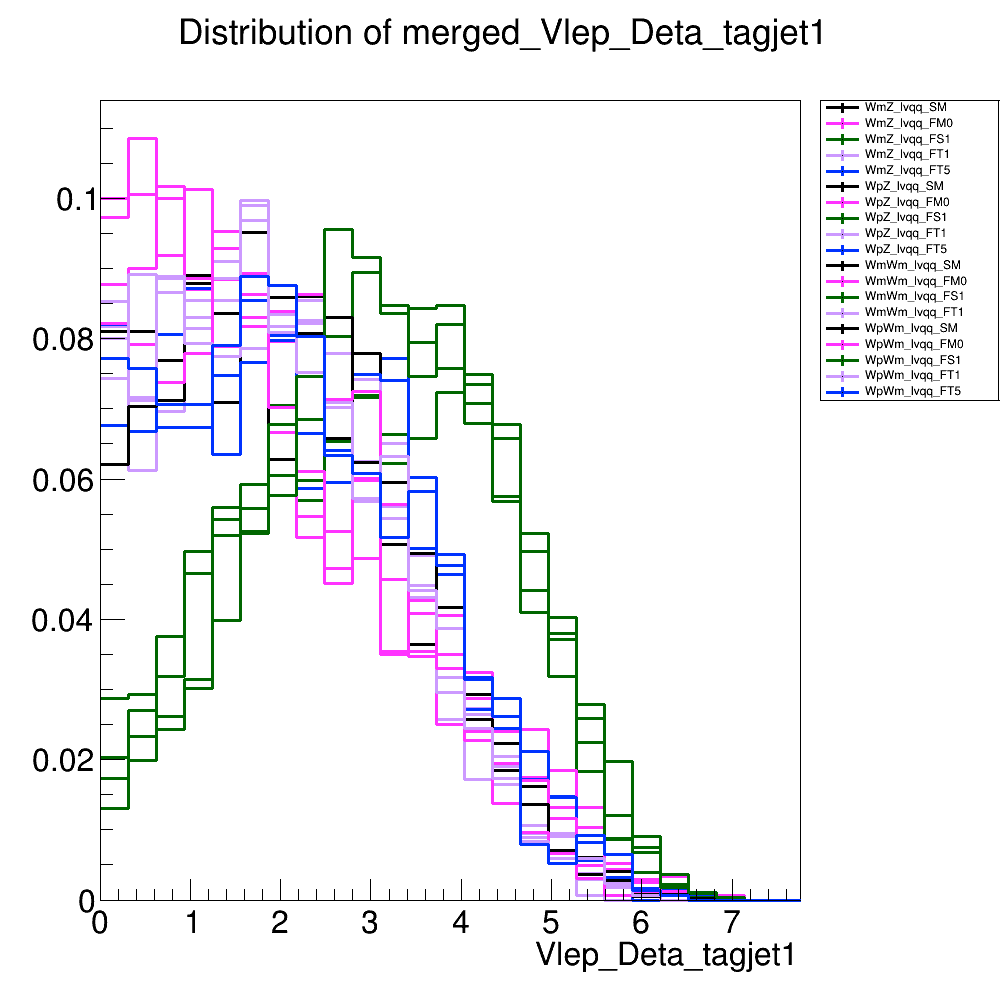 Distribution of merged_Vlep_Deta_tagjet1
WmZ_lvqq_SM
WmZ_lvqq_FM0
WmZ_lvqq_FS1
WmZ_lvqq_FT1
WmZ_lvqq_FT5
WpZ_lvqq_SM
WpZ_lvqq_FM0
WpZ_lvqq_FS1
WpZ_lvqq_FT1
WpZ_lvqq_FT5
WmWm_lvqq_SM
WmWm_lvqq_FM0
WmWm_lvqq_FS1
WmWm_lvqq_FT1
WpWm_lvqq_SM
WpWm_lvqq_FM0
WpWm_lvqq_FS1
WpWm_lvqq_FT1
WpWm_lvqq_FT5
0.1
0.08
0.06
0.04
0.02
0
0 1 2 3 4 5 6 7
Vlep_Deta_tagjet1